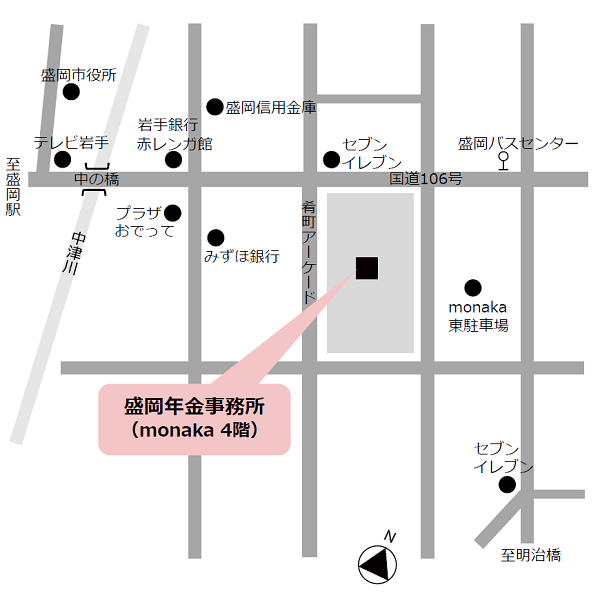 盛岡市役所
盛岡信用金庫
岩手銀行
赤レンガ館
テレビ岩手
セブン
イレブン
盛岡バスセンター
至盛岡駅
中の橋
国道106号
プラザ
おでって
中津川
みずほ銀行
肴町アーケード
monaka
東駐車場
盛岡年金事務所
（monaka 4階）
セブン
イレブン
N
至明治橋